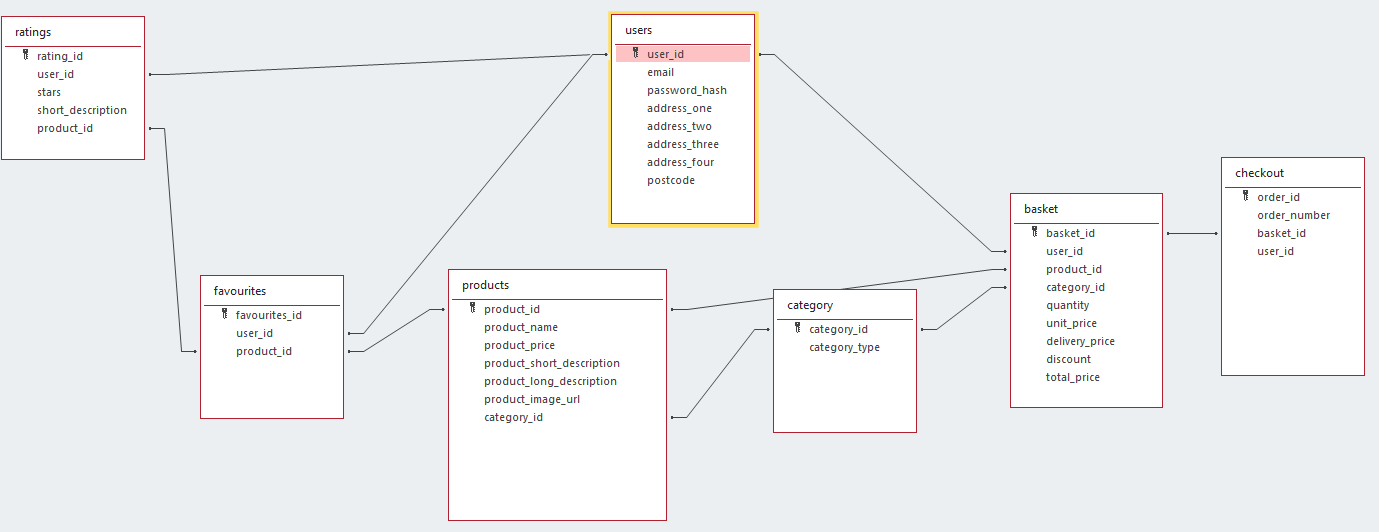 ratings
rating_id
user_id
stars
short_description
product_id
users
user_id
email
password_hash
address_one
address_two
address_three
address_four
postcode
favourites
favourites_id
user_id
product_id
products
product_id
product_name
product_price
product_short_description
product_long_description
product_image_url
category_id
category
category_id
category_type
basket
basket_id
user_id
product_id
category_id
quantity
unit_price
delivery_price
discount
total_price
checkout
order_id
order_number
basket_id
user_id